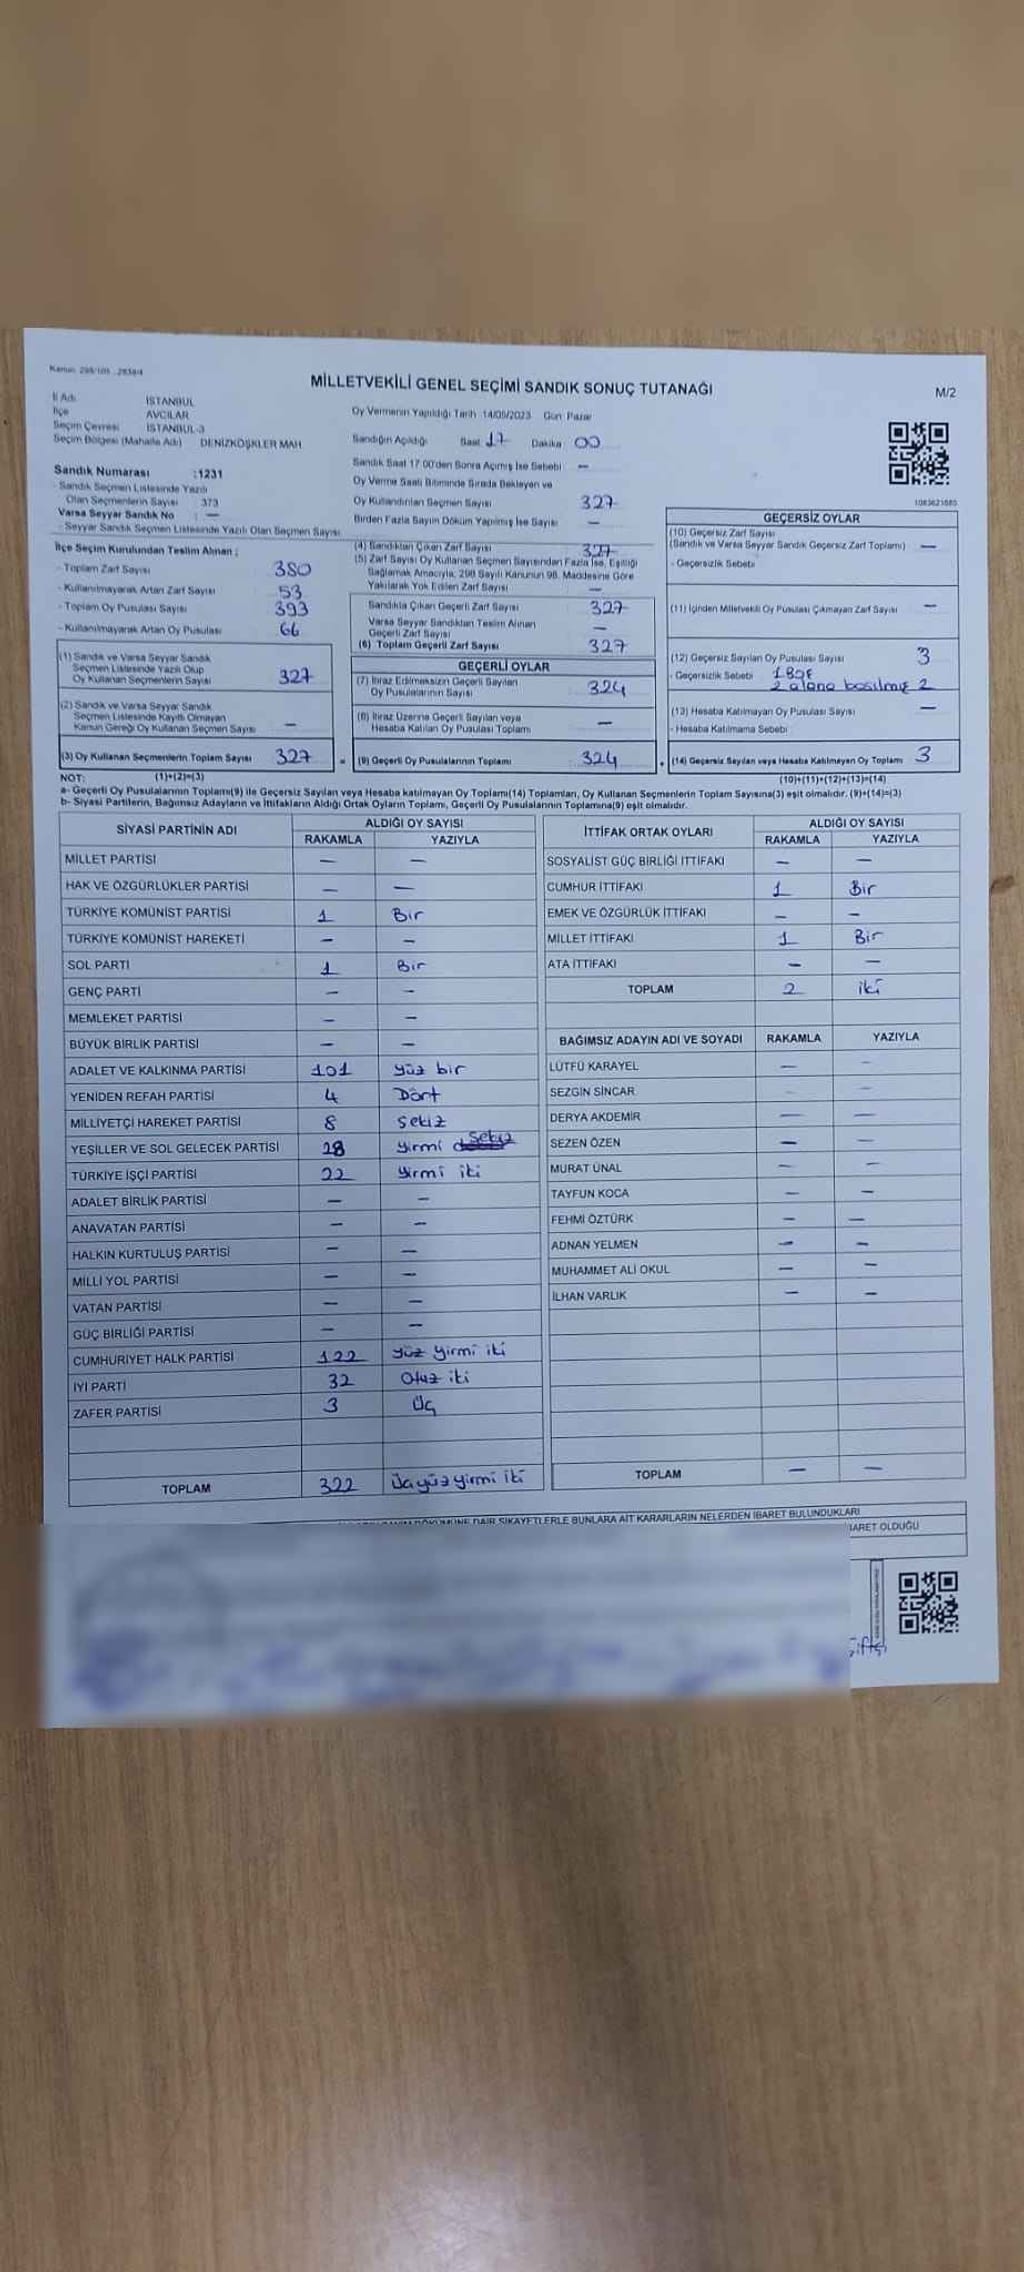 Kanun: 298/105 , 2839/4
MİLLETVEKİLİ GENEL SEÇİMİ SANDIK SONUÇ TUTANAĞI
M/2
İl Adı İSTANBUL
İlçe AVCILAR
Seçim Çevresi İSTANBUL-3
Seçim Bölgesi (Mahalle Adı) DENİZKÖŞKLER MAH
Oy Vermenin Yapıldığı Tarih 14/05/2023 Gün Pazar
Sandığın Açıldığı Saat 17 Dakika 00
Sandık Saat 17:00'den Sonra Açılmış İse Sebebi —
Oy Verme Saati Bitiminde Sırada Bekleyen ve
Oy Kullandırılan Seçmen Sayısı 327
Birden Fazla Sayım Döküm Yapılmış İse Sayısı —
Sandık Numarası :1231
- Sandık Seçmen Listesinde Yazılı
Olan Seçmenlerin Sayısı 373
Varsa Seyyar Sandık No : —
- Seyyar Sandık Seçmen Listesinde Yazılı Olan Seçmen Sayısı
İlçe Seçim Kurulundan Teslim Alınan :
- Toplam Zarf Sayısı 380
- Kullanılmayarak Artan Zarf Sayısı 53
- Toplam Oy Pusulası Sayısı 393
- Kullanılmayarak Artan Oy Pusulası 66
(1) Sandık ve Varsa Seyyar Sandık
Seçmen Listesinde Yazılı Olup
Oy Kullanan Seçmenlerin Sayısı 327
(2) Sandık ve Varsa Seyyar Sandık
Seçmen Listesinde Kayıtlı Olmayan
Kanun Gereği Oy Kullanan Seçmen Sayısı —
(3) Oy Kullanan Seçmenlerin Toplam Sayısı 327 =
(4) Sandıktan Çıkan Zarf Sayısı 327
(5) Zarf Sayısı Oy Kullanan Seçmen Sayısından Fazla İse, Eşitliği
Sağlamak Amacıyla, 298 Sayılı Kanunun 98. Maddesine Göre
Yakılarak Yok Edilen Zarf Sayısı —
Sandıkta Çıkan Geçerli Zarf Sayısı 327
Varsa Seyyar Sandıktan Teslim Alınan
Geçerli Zarf Sayısı —
(6) Toplam Geçerli Zarf Sayısı 327
GEÇERLİ OYLAR
(7) İtiraz Edilmeksizin Geçerli Sayılan
Oy Pusulalarının Sayısı 324
(8) İtiraz Üzerine Geçerli Sayılan veya
Hesaba Katılan Oy Pusulası Toplamı —
(9) Geçerli Oy Pusulalarının Toplamı 324 +
1083621685
GEÇERSİZ OYLAR
(10) Geçersiz Zarf Sayısı
(Sandık ve Varsa Seyyar Sandık Geçersiz Zarf Toplamı) —
- Geçersizlik Sebebi
(11) İçinden Milletvekili Oy Pusulası Çıkmayan Zarf Sayısı —
(12) Geçersiz Sayılan Oy Pusulası Sayısı 3
- Geçersizlik Sebebi 1
2 alana basılmış 2
(13) Hesaba Katılmayan Oy Pusulası Sayısı —
- Hesaba Katılmama Sebebi
(14) Geçersiz Sayılan veya Hesaba Katılmayan Oy Toplamı 3
NOT: (1)+(2)=(3) (10)+(11)+(12)+(13)=(14)
a- Geçerli Oy Pusulalarının Toplamı(9) ile Geçersiz Sayılan veya Hesaba katılmayan Oy Toplamı(14) Toplamları, Oy Kullanan Seçmenlerin Toplam Sayısına(3) eşit olmalıdır. (9)+(14)=(3)
b- Siyasi Partilerin, Bağımsız Adayların ve İttifakların Aldığı Ortak Oyların Toplamı, Geçerli Oy Pusulalarının Toplamına(9) eşit olmalıdır.
SİYASİ PARTİNİN ADI ALDIĞI OY SAYISI
RAKAMLA YAZIYLA
MİLLET PARTİSİ — —
HAK VE ÖZGÜRLÜKLER PARTİSİ — —
TÜRKİYE KOMÜNİST PARTİSİ 1 Bir
TÜRKİYE KOMÜNİST HAREKETİ — —
SOL PARTİ 1 Bir
GENÇ PARTİ — —
MEMLEKET PARTİSİ — —
BÜYÜK BİRLİK PARTİSİ — —
ADALET VE KALKINMA PARTİSİ 101 yüz bir
YENİDEN REFAH PARTİSİ 4 Dört
MİLLİYETÇİ HAREKET PARTİSİ 8 sekiz
YEŞİLLER VE SOL GELECEK PARTİSİ 28 yirmi sekiz
TÜRKİYE İŞÇİ PARTİSİ 22 yirmi iki
ADALET BİRLİK PARTİSİ — —
ANAVATAN PARTİSİ — —
HALKIN KURTULUŞ PARTİSİ — —
MİLLİ YOL PARTİSİ — —
VATAN PARTİSİ — —
GÜÇ BİRLİĞİ PARTİSİ — —
CUMHURİYET HALK PARTİSİ 122 yüz yirmi iki
İYİ PARTİ 32 Otuz iki
ZAFER PARTİSİ 3 Üç
TOPLAM 322 Üçyüz yirmi iki
İTTİFAK ORTAK OYLARI ALDIĞI OY SAYISI
RAKAMLA YAZIYLA
SOSYALİST GÜÇ BİRLİĞİ İTTİFAKI — —
CUMHUR İTTİFAKI 1 Bir
EMEK VE ÖZGÜRLÜK İTTİFAKI — —
MİLLET İTTİFAKI 1 Bir
ATA İTTİFAKI — —
TOPLAM 2 iki
BAĞIMSIZ ADAYIN ADI VE SOYADI RAKAMLA YAZIYLA
LÜTFÜ KARAYEL — —
SEZGİN SİNCAR — —
DERYA AKDEMİR — —
SEZEN ÖZEN — —
MURAT ÜNAL — —
TAYFUN KOCA — —
FEHMİ ÖZTÜRK — —
ADNAN YELMEN — —
MUHAMMET ALİ OKUL — —
İLHAN VARLIK — —
TOPLAM — —
DÖKÜMÜNE DAİR ŞİKAYETLERLE BUNLARA AİT KARARLARIN NELERDEN İBARET BULUNDUKLARI
BARET OLDUĞU
Çiftçi